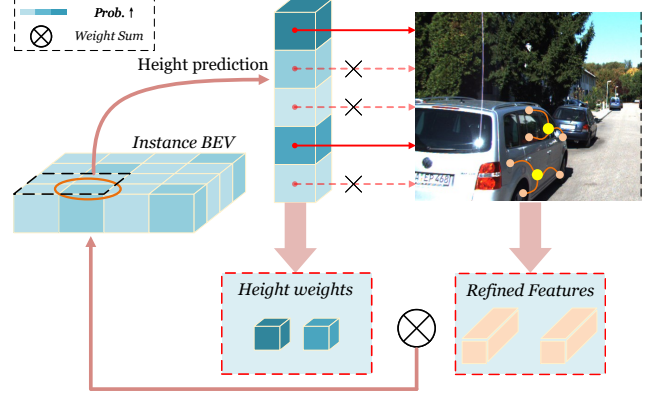 Prob. ↑
Weight Sum
Height prediction
Instance BEV
Height weights
Refined Features